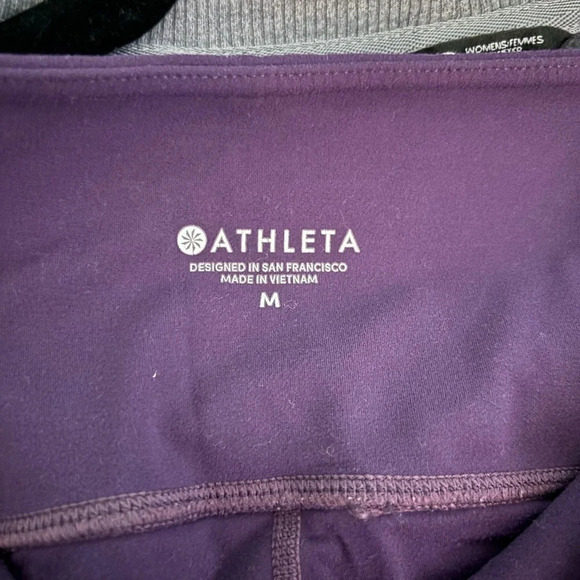 WOMENS/FEMMES
ATHLETA
DESIGNED IN SAN FRANCISCO
MADE IN VIETNAM
M